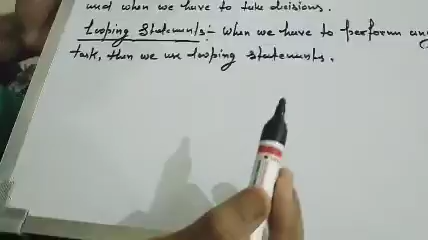 and when we have to take decisions.
Looping Statements:- When we have to perform any
task, then we use looping statements.